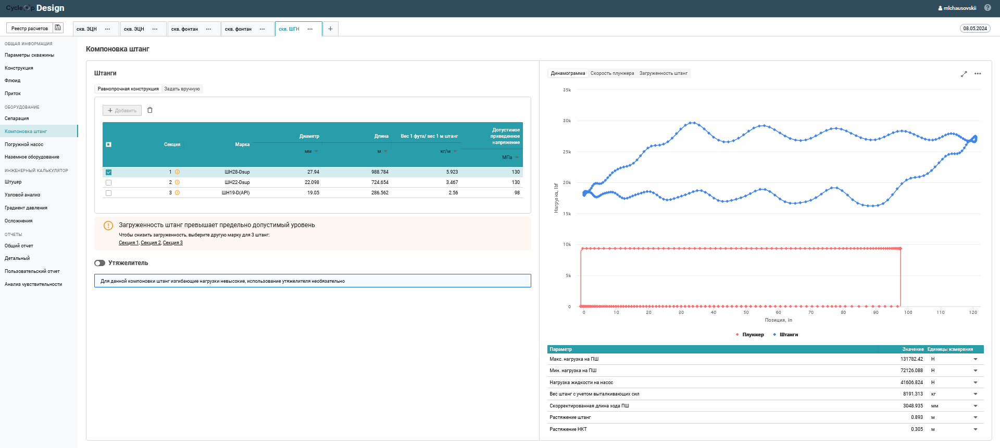 CycleOp Design
mlchausovskii
Реестр расчетов
скв. ЭЦН
скв. ЭЦН
скв. фонтан
скв. фонтан
скв. ШГН
08.05.2024
ОБЩАЯ ИНФОРМАЦИЯ
Параметры скважины
Конструкция
Флюид
Приток
ОБОРУДОВАНИЕ
Сепарация
Компоновка штанг
Погружной насос
Наземное оборудование
ИНЖЕНЕРНЫЙ КАЛЬКУЛЯТОР
Штуцер
Узловой анализ
Градиент давления
Осложнения
ОТЧЕТЫ
Общий отчет
Детальный
Пользовательский отчет
Анализ чувствительности
Компоновка штанг
Штанги
Равнопрочная конструкция Задать вручную
+ Добавить
Секция Марка Диаметр Длина Вес 1 фута/ вес 1 м штанг Допустимое приведенное напряжение
мм м кг/м МПа
1 ШН28-Dsup 27.94 988.784 5.923 130
2 ШН22-Dsup 22.098 724.654 3.467 130
3 ШН19-D(API) 19.05 286.562 2.56 98
Загруженность штанг превышает предельно допустимый уровень
Чтобы снизить загруженность, выберите другую марку для 3 штанг:
Секция 1, Секция 2, Секция 3
Утяжелитель
Для данной компоновки штанг изгибающие нагрузки невысокие, использование утяжелителя необязательно
Динамограмма Скорость плунжера Загруженность штанг
35k
30k
25k
20k
15k
10k
5k
0
Нагрузка, lbf
0 10 20 30 40 50 60 70 80 90 100 110 120
Позиция, in
Плунжер Штанги
Параметр Значение Единицы измерения
Макс. нагрузка на ПШ 131782.42 Н
Мин. нагрузка на ПШ 72126.088 Н
Нагрузка жидкости на насос 41606.824 Н
Вес штанг с учетом выталкивающих сил 8191.313 кг
Скорректированная длина хода ПШ 3048.935 мм
Растяжение штанг 0.893 м
Растяжение НКТ 0.305 м